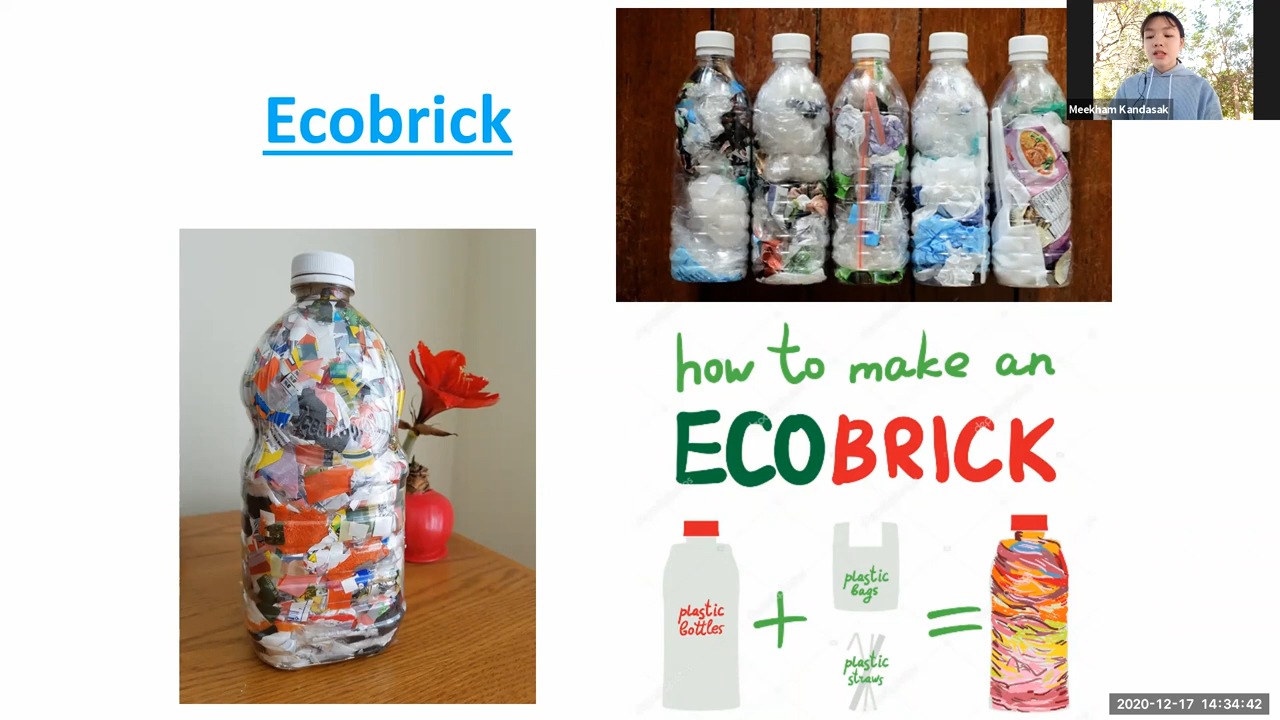 Ecobrick
Meekham Kandasak
how to make an
ECOBRICK
plastic
bottles
+
plastic
bags
plastic
straws
=
2020-12-17 14:34:42